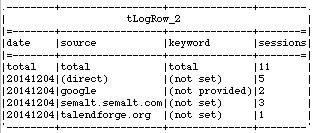 tLogRow_2
|date |source |keyword |sessions|
|total |total |total |11
|20141204|(direct) |(not set) |5
|20141204|google |(not provided)|2
|20141204|semalt.semalt.com|(not set) |3
|20141204|talendforge.org |(not set) |1